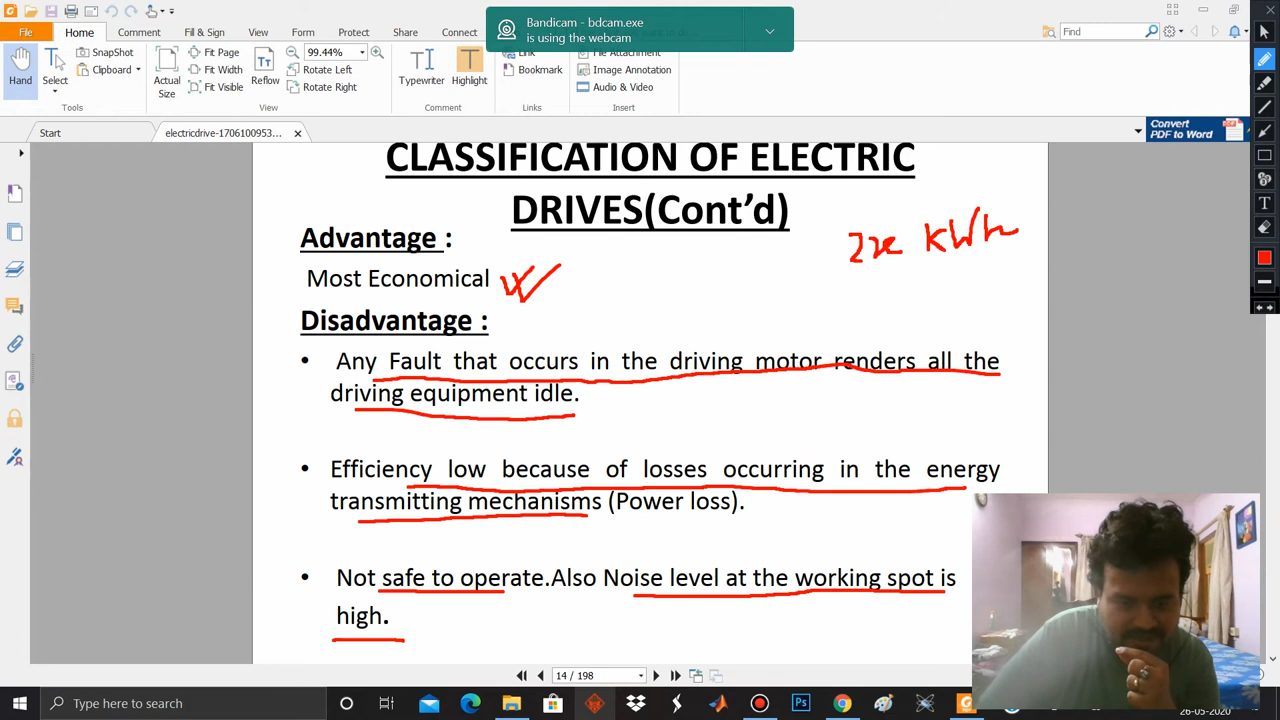 Bandicam - bdcam.exe
is using the webcam
File Home Comment Fill & Sign View Form Protect Share Connect Find
Hand Select SnapShot Clipboard
Tools
Actual Size Fit Page Fit Width Fit Visible Reflow 99.44% Rotate Left Rotate Right
View
Typewriter Highlight
Comment
Link Bookmark
Links
File Attachment Image Annotation Audio & Video
Insert
Start electricdrive-1706100953... Convert
PDF to Word
CLASSIFICATION OF ELECTRIC
DRIVES(Cont’d)
Advantage :
kWh
Most Economical
Disadvantage :
• Any Fault that occurs in the driving motor renders all the
driving equipment idle.
• Efficiency low because of losses occurring in the energy
transmitting mechanisms (Power loss).
• Not safe to operate.Also Noise level at the working spot is
high.
14 / 198
Type here to search
26-05-2020